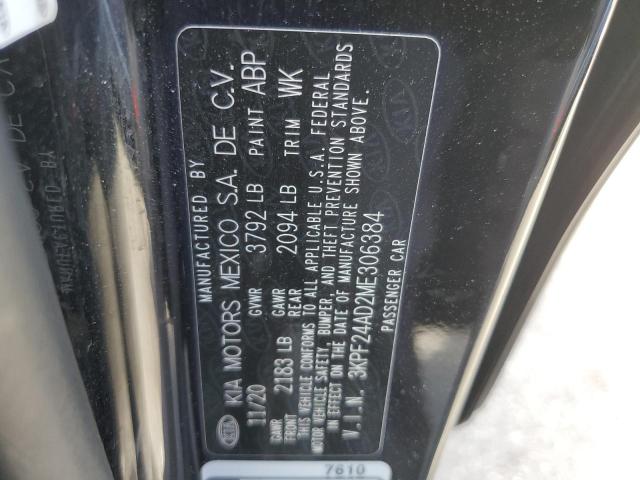 MANUFACTURED BY
KIA MOTORS MEXICO S.A. DE C.V.
11/20 GVWR 3792 LB PAINT ABP
GAWR FRONT 2183 LB GAWR REAR 2094 LB TRIM WK
THIS VEHICLE CONFORMS TO ALL APPLICABLE U.S.A. FEDERAL
MOTOR VEHICLE SAFETY, BUMPER, AND THEFT PREVENTION STANDARDS
IN EFFECT ON THE DATE OF MANUFACTURE SHOWN ABOVE.
V.I.N. 3KPF24AD2ME306384
PASSENGER CAR
KIA
7610